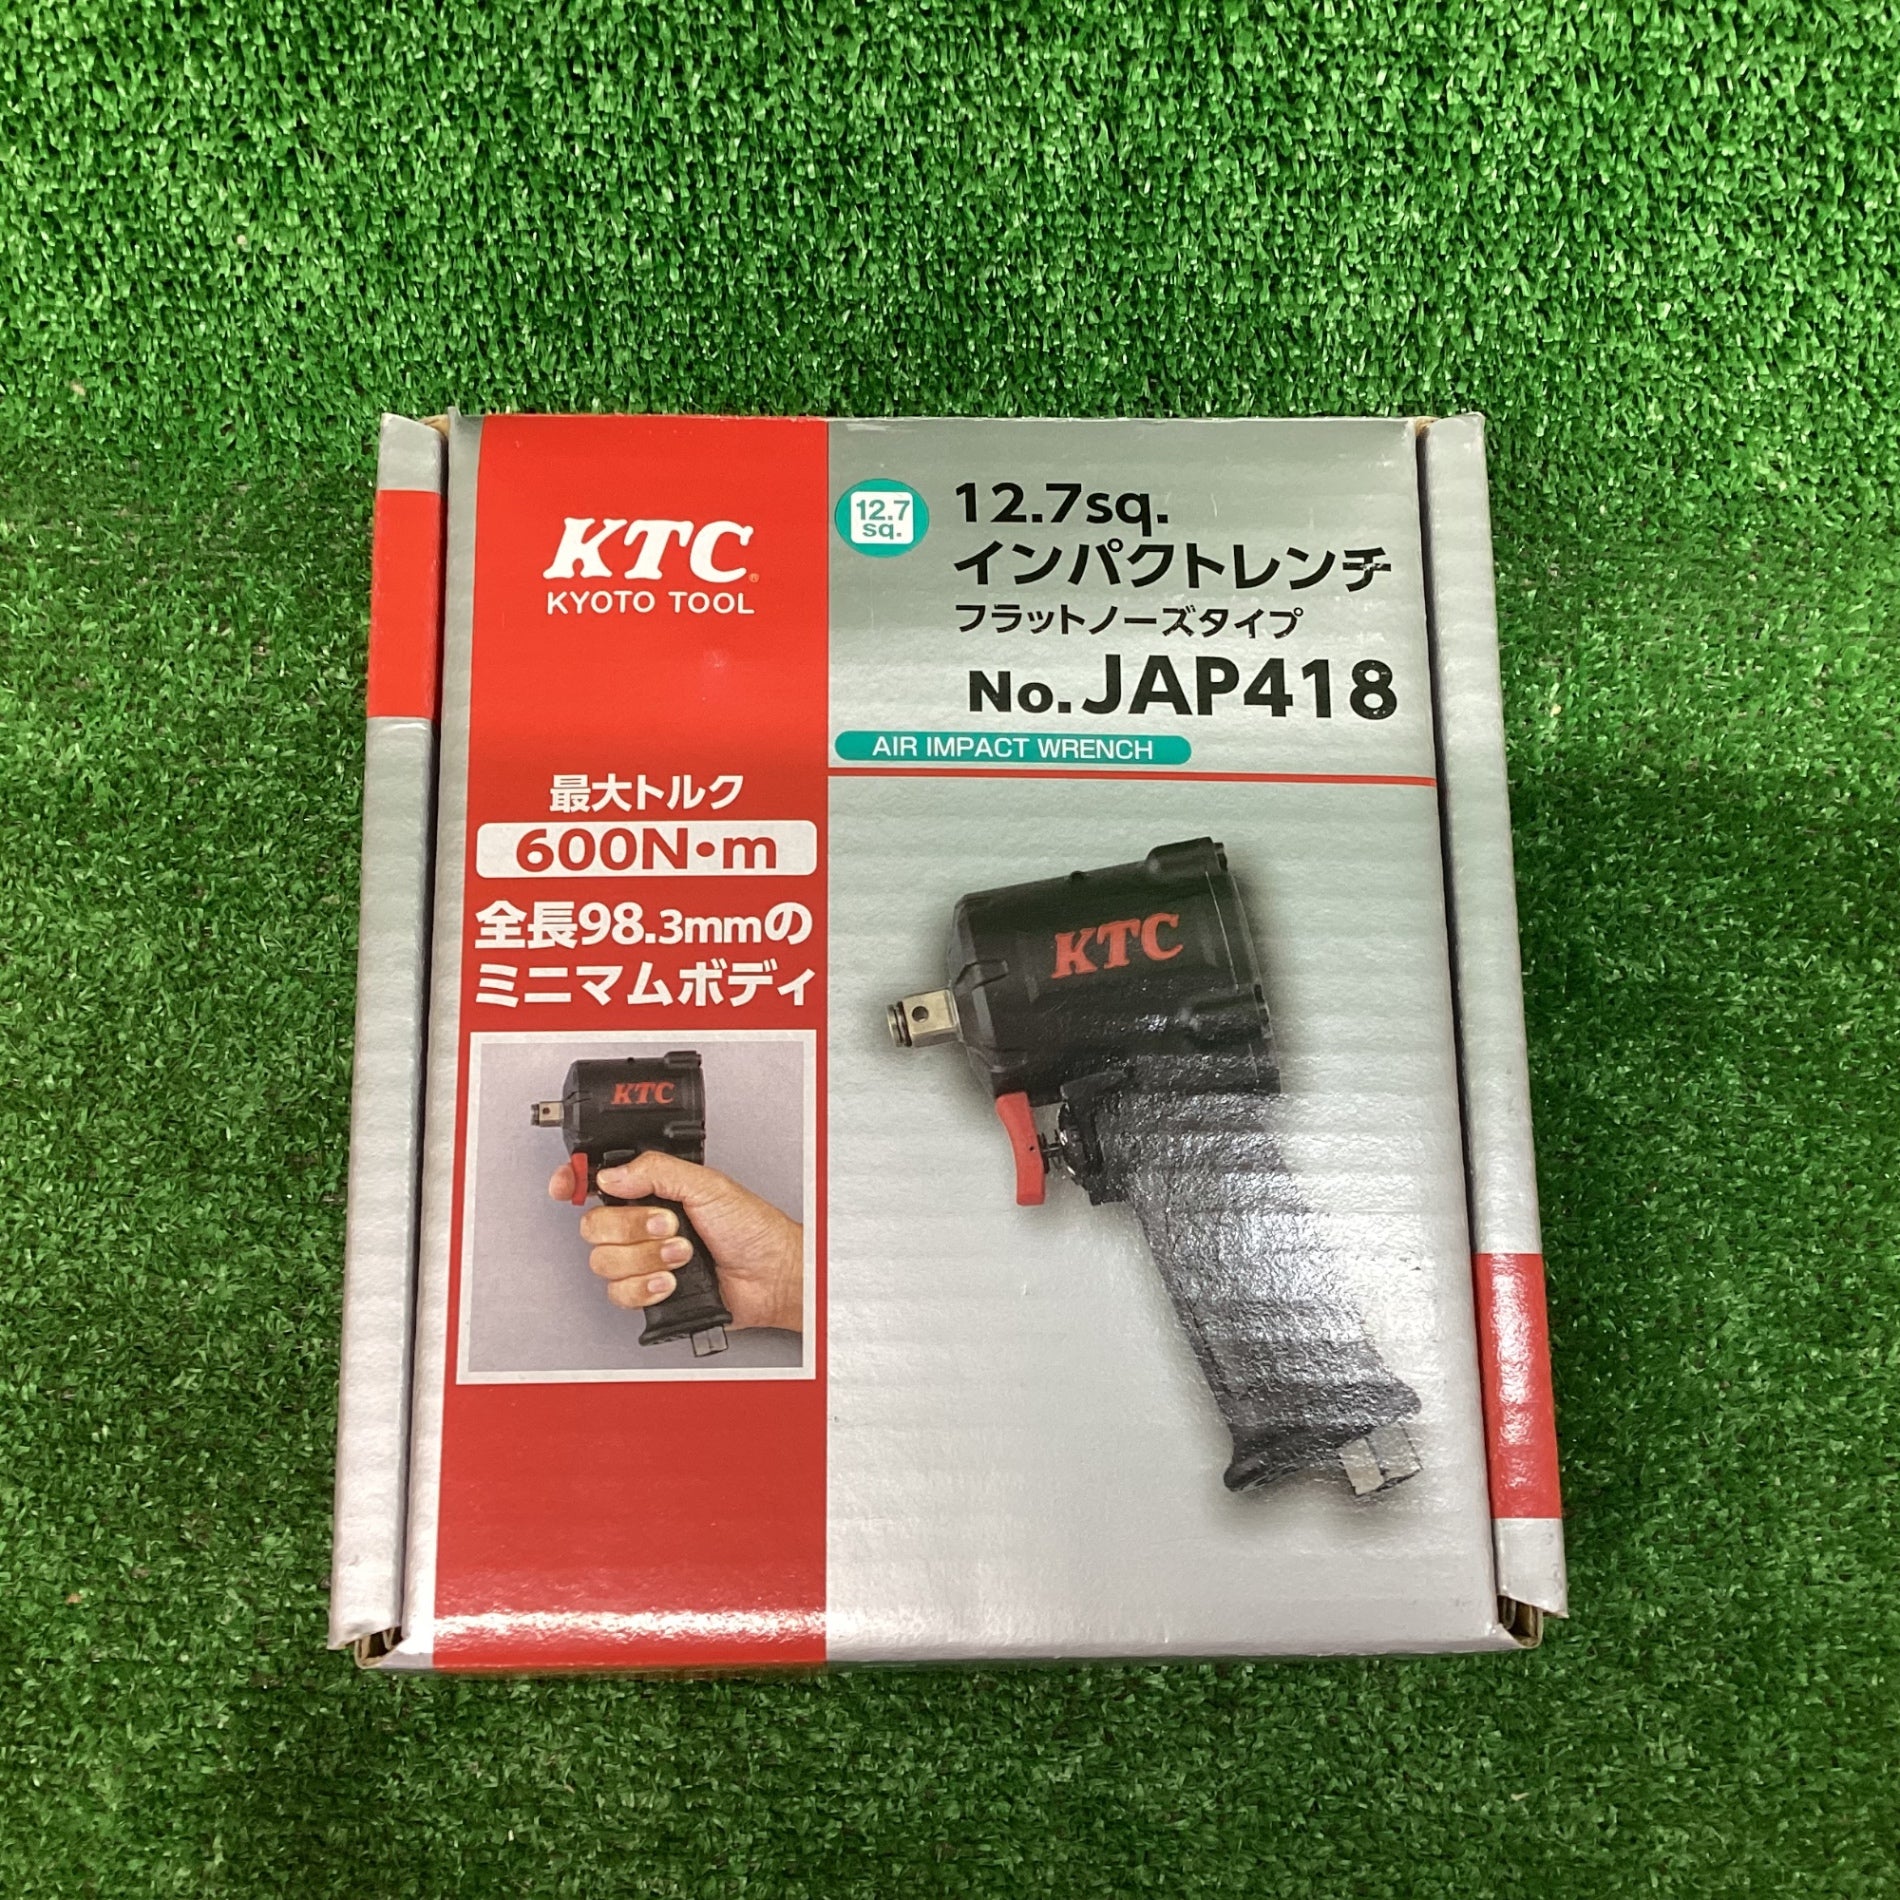 KTC®
KYOTO TOOL
最大トルク
600N・m
全長98.3mmの
ミニマムボディ
KTC
12.7
sq.
12.7sq.
インパクトレンチ
フラットノーズタイプ
No.JAP418
AIR IMPACT WRENCH
KTC